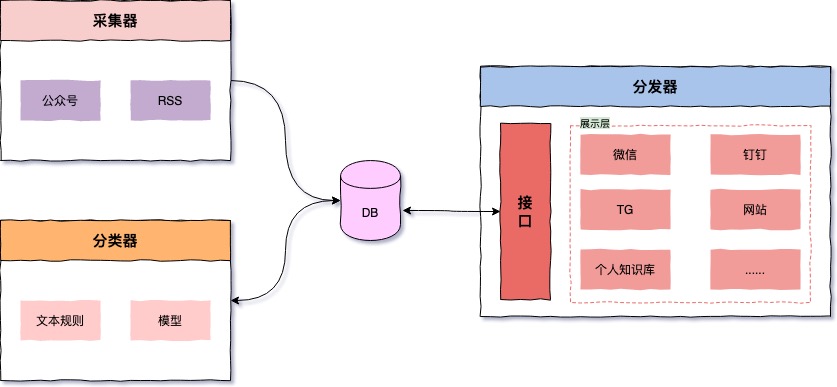 采集器
公众号
RSS
分类器
文本规则
模型
DB
分发器
接
口
展示层
微信
钉钉
TG
网站
个人知识库
......